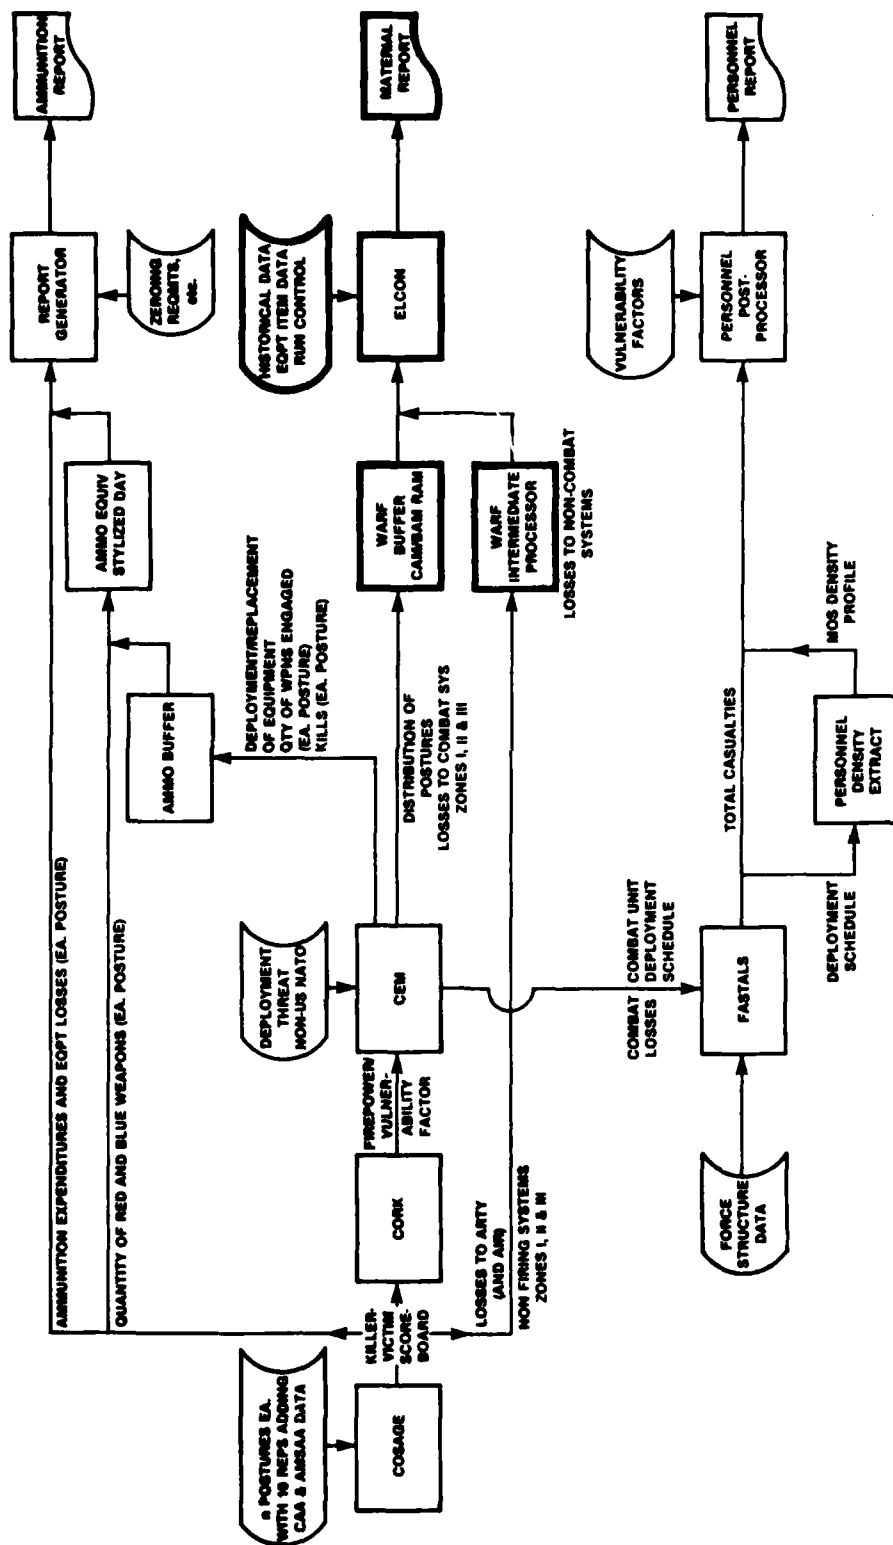 AMMUNITION EXPENDITURES AND EQPT LOSSES (EA. POSTURE)
QUANTITY OF RED AND BLUE WEAPONS (EA. POSTURE)
AMMO BUFFER
AMMO EQUIV
STYLIZED DAY
REPORT
GENERATOR
ZEROING
REQMTS,
etc.
AMMUNITION
REPORT
DEPLOYMENT/REPLACEMENT
OF EQUIPMENT
QTY OF WPNS ENGAGED
(EA. POSTURE)
KILLS (EA. POSTURE)
n POSTURES EA.
WITH 10 REPS ADDING
CAA & AMSAA DATA
COSAGE
KILLER-
VICTIM
SCORE-
BOARD
CORK
FIREPOWER/
VULNER-
ABILITY
FACTOR
DEPLOYMENT
THREAT
NON-US NATO
CEM
DISTRIBUTION OF
POSTURES
LOSSES TO COMBAT SYS
ZONES I, II & III
WARF
BUFFER
CAM/BAM RAM
HISTORICAL DATA
EQPT ITEM DATA
RUN CONTROL
ELCON
MATERIAL
REPORT
LOSSES TO ARTY
(AND AIR)
NON FIRING SYSTEMS
ZONES I, II & III
WARF
INTERMEDIATE
PROCESSOR
LOSSES TO NON-COMBAT
SYSTEMS
COMBAT
LOSSES
COMBAT UNIT
DEPLOYMENT
SCHEDULE
FORCE
STRUCTURE
DATA
FASTALS
TOTAL CASUALTIES
DEPLOYMENT
SCHEDULE
PERSONNEL
DENSITY
EXTRACT
MOS DENSITY
PROFILE
VULNERABILITY
FACTORS
PERSONNEL
POST-
PROCESSOR
PERSONNEL
REPORT